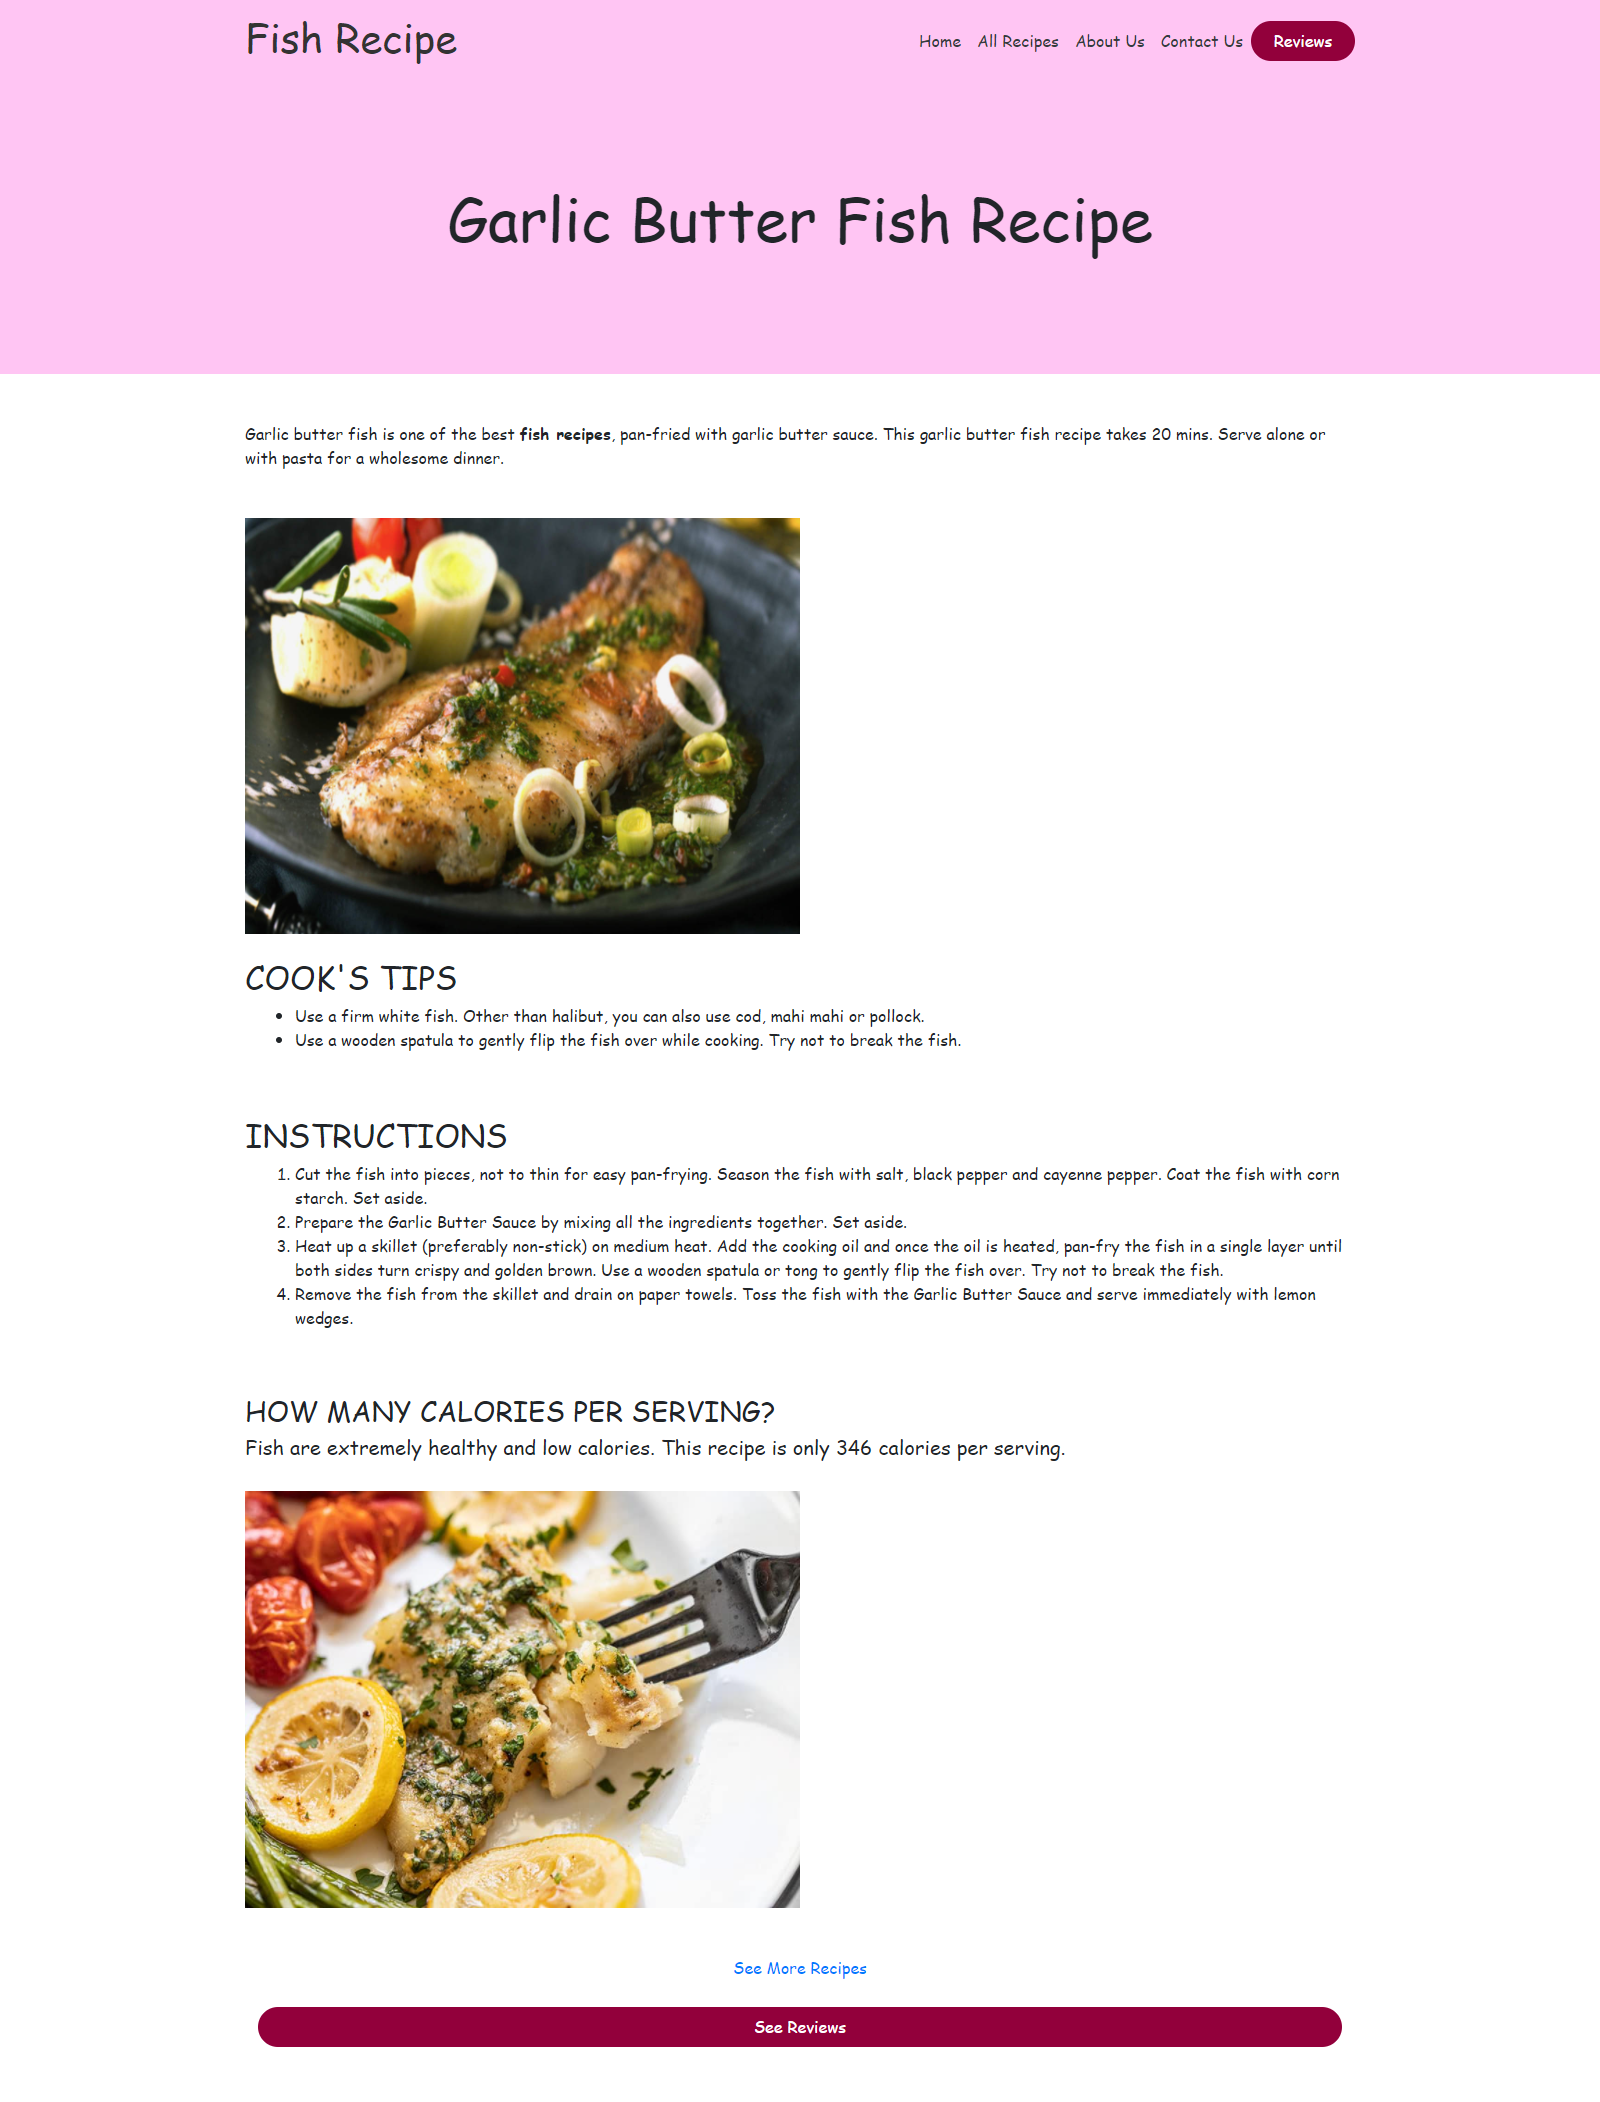 Fish Recipe
Home All Recipes About Us Contact Us Reviews
Garlic Butter Fish Recipe
Garlic butter fish is one of the best fish recipes, pan-fried with garlic butter sauce. This garlic butter fish recipe takes 20 mins. Serve alone or
with pasta for a wholesome dinner.
COOK'S TIPS
• Use a firm white fish. Other than halibut, you can also use cod, mahi mahi or pollock.
• Use a wooden spatula to gently flip the fish over while cooking. Try not to break the fish.
INSTRUCTIONS
1. Cut the fish into pieces, not to thin for easy pan-frying. Season the fish with salt, black pepper and cayenne pepper. Coat the fish with corn
starch. Set aside.
2. Prepare the Garlic Butter Sauce by mixing all the ingredients together. Set aside.
3. Heat up a skillet (preferably non-stick) on medium heat. Add the cooking oil and once the oil is heated, pan-fry the fish in a single layer until
both sides turn crispy and golden brown. Use a wooden spatula or tong to gently flip the fish over. Try not to break the fish.
4. Remove the fish from the skillet and drain on paper towels. Toss the fish with the Garlic Butter Sauce and serve immediately with lemon
wedges.
HOW MANY CALORIES PER SERVING?
Fish are extremely healthy and low calories. This recipe is only 346 calories per serving.
See More Recipes
See Reviews